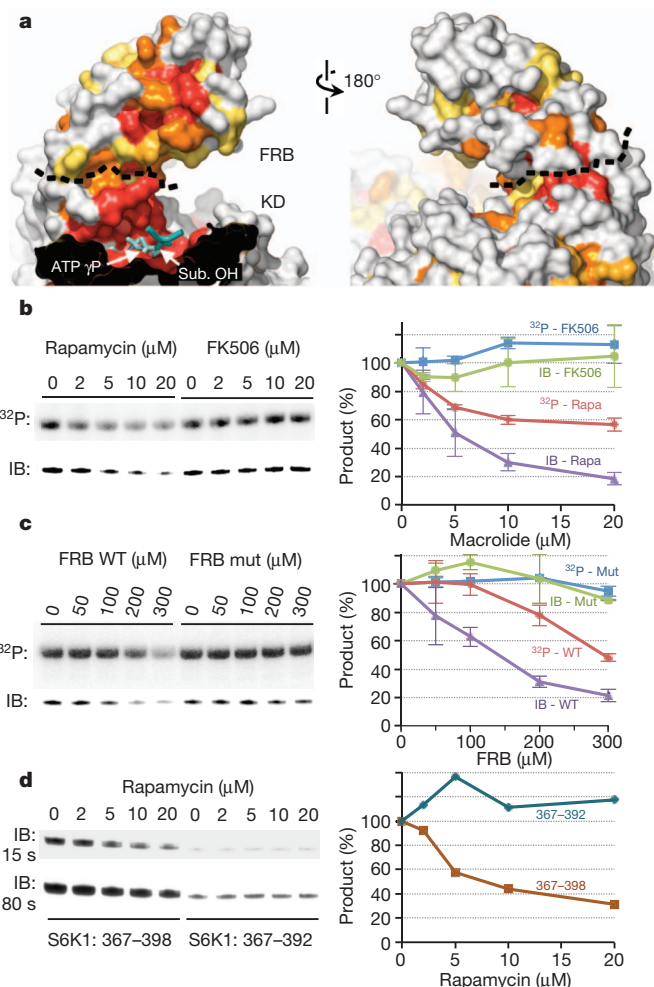 a
180°
FRB
KD
ATP γP
Sub. OH
b
Rapamycin (μM) FK506 (μM)
0 2 5 10 20 0 2 5 10 20
32P:
IB:
Product (%)
100
80
60
40
20
0
32P - FK506
IB - FK506
32P - Rapa
IB - Rapa
0 5 10 15 20
Macrolide (μM)
c
FRB WT (μM) FRB mut (μM)
0 50 100 200 300 0 50 100 200 300
32P:
IB:
Product (%)
100
80
60
40
20
0
32P - Mut
IB - Mut
32P - WT
IB - WT
0 100 200 300
FRB (μM)
d
Rapamycin (μM)
0 2 5 10 20 0 2 5 10 20
IB:
15 s
IB:
80 s
S6K1: 367–398 S6K1: 367–392
Product (%)
100
80
60
40
20
0
367–392
367–398
0 5 10 15 20
Rapamycin (μM)